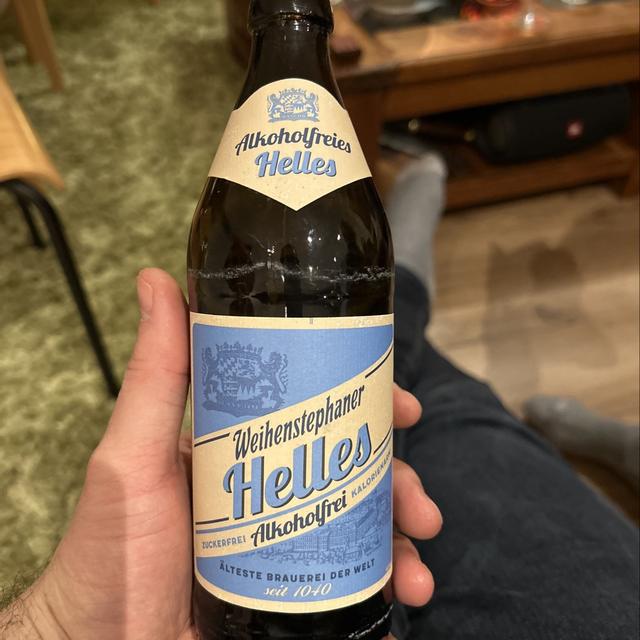 Alkoholfreies
Helles
Weihenstephaner
Helles
ZUCKERFREI Alkoholfrei
ÄLTESTE BRAUEREI DER WELT
seit 1040